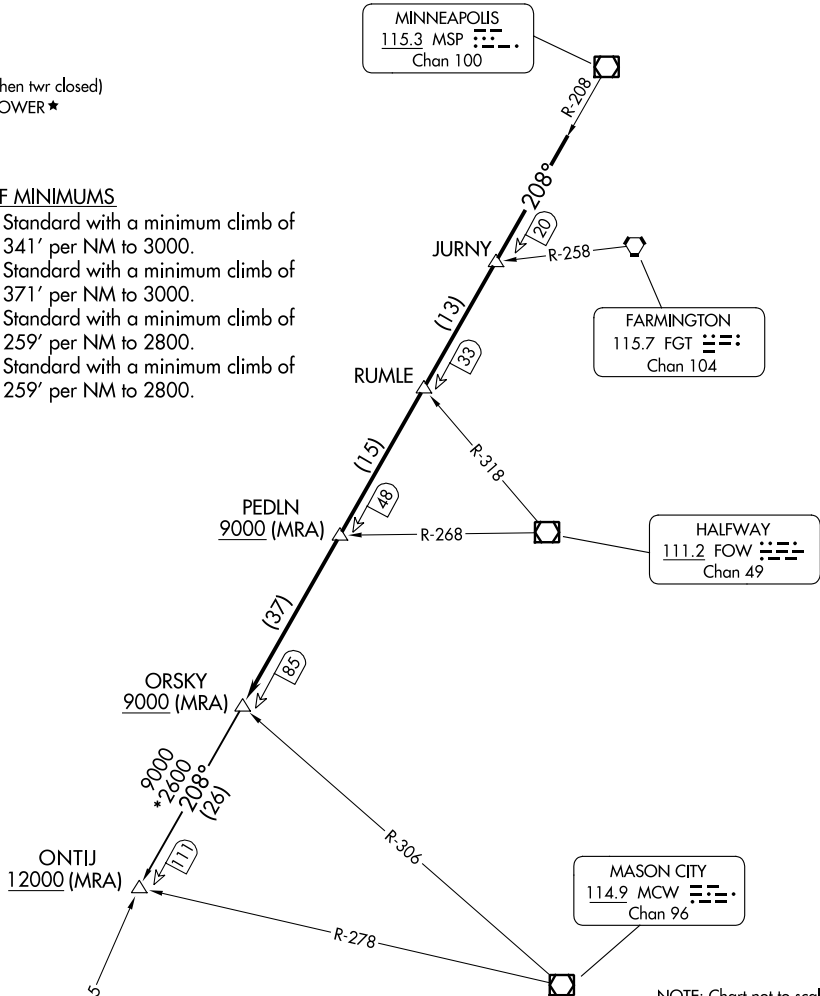 MINNEAPOLIS
115.3 MSP
Chan 100
hen twr closed)
OWER★
R-208
F MINIMUMS
Standard with a minimum climb of
341' per NM to 3000.
Standard with a minimum climb of
371' per NM to 3000.
Standard with a minimum climb of
259' per NM to 2800.
Standard with a minimum climb of
259' per NM to 2800.
208°
20
JURNY
R-258
(13)
FARMINGTON
115.7 FGT
Chan 104
33
RUMLE
(15)
R-318
48
PEDLN
9000 (MRA)
R-268
HALFWAY
111.2 FOW
Chan 49
(37)
85
ORSKY
9000 (MRA)
9000
*2600
208°
(26)
R-306
111
ONTIJ
12000 (MRA)
MASON CITY
114.9 MCW
Chan 96
R-278
5
NOTE: Chart not to scal